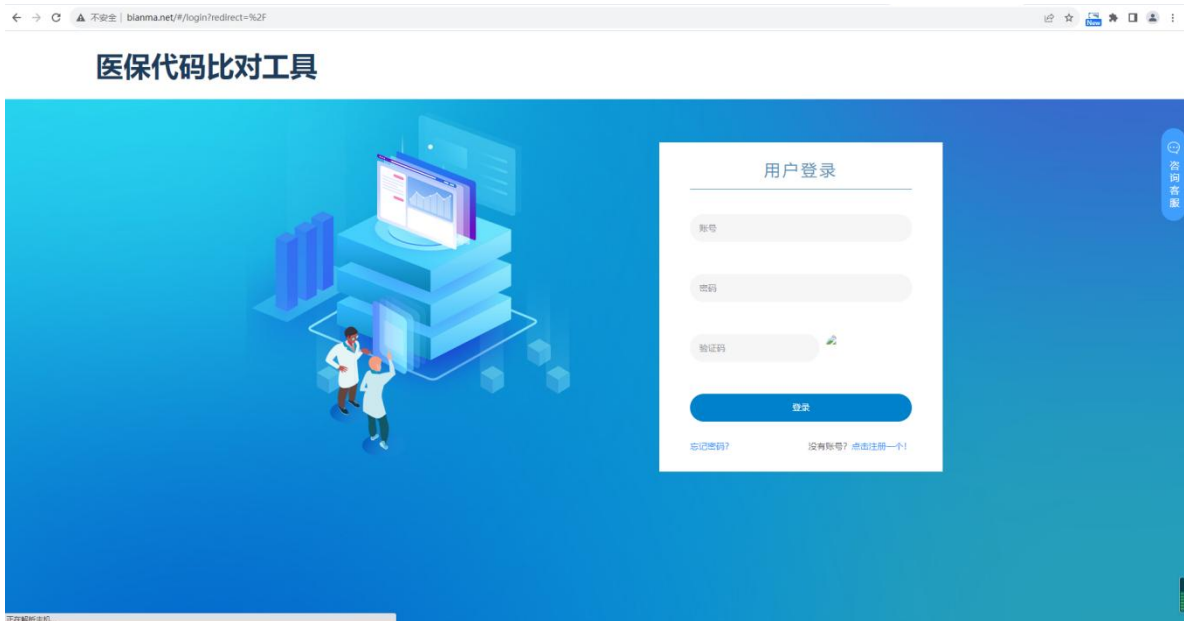 不安全 | bianma.net/#/login?redirect=%2F
New
医保代码比对工具
咨询客服
用户登录
账号
密码
验证码
登录
忘记密码?
没有账号? 点击注册一个!
正在解析主机